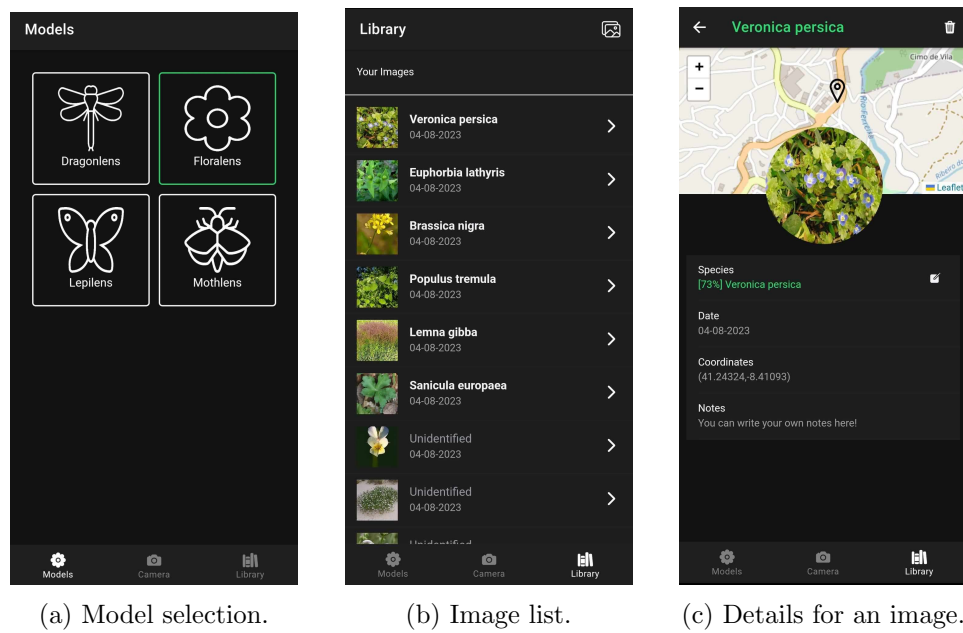 Models
Dragonlens
Floralens
Lepilens
Mothlens
Models
Camera
Library
(a) Model selection.
Library
Your Images
Veronica persica
04-08-2023
Euphorbia lathyris
04-08-2023
Brassica nigra
04-08-2023
Populus tremula
04-08-2023
Lemna gibba
04-08-2023
Sanicula europaea
04-08-2023
Unidentified
04-08-2023
Unidentified
04-08-2023
Unidentified
Models
Camera
Library
(b) Image list.
Veronica persica
+
−
Cimo de Vila
Rio Ferreira
Leaflet
Species
[73%] Veronica persica
Date
04-08-2023
Coordinates
(41.24324,-8.41093)
Notes
You can write your own notes here!
Models
Camera
Library
(c) Details for an image.